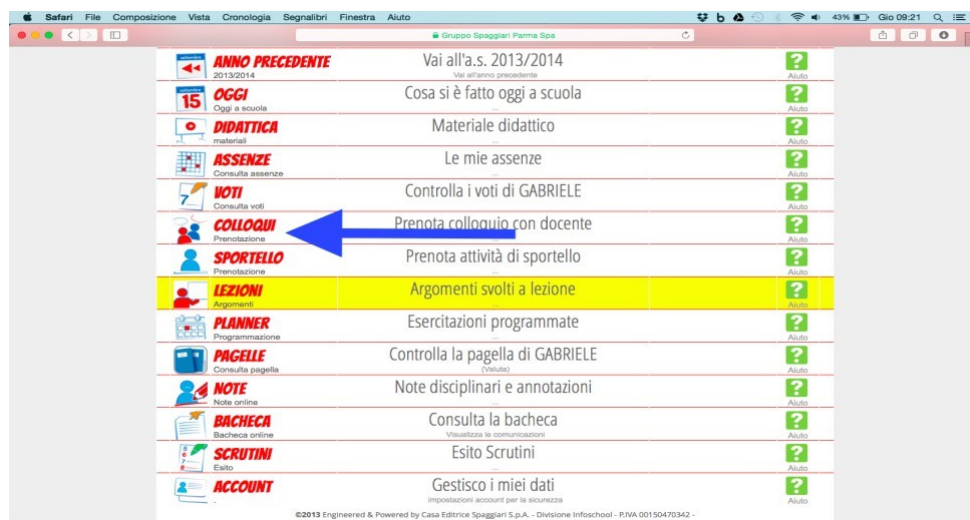 Safari File Composizione Vista Cronologia Segnalibri Finestra Aiuto 43% Gio 09:21
Gruppo Spaggiari Parma Spa
settembre ANNO PRECEDENTE Vai all'a.s. 2013/2014 ?
2013/2014 Vai all'anno precedente Aiuto
settembre 15 OGGI Cosa si è fatto oggi a scuola ?
Oggi a scuola ... Aiuto
DIDATTICA Materiale didattico ?
materiali ... Aiuto
ASSENZE Le mie assenze ?
Consulta assenze ... Aiuto
7 VOTI Controlla i voti di GABRIELE ?
Consulta voti ... Aiuto
COLLOQUI Prenota colloquio con docente ?
Prenotazione Aiuto
SPORTELLO Prenota attività di sportello ?
Prenotazione ... Aiuto
LEZIONI Argomenti svolti a lezione ?
Argomenti ... Aiuto
PLANNER Esercitazioni programmate ?
Programmazione ... Aiuto
PAGELLE Controlla la pagella di GABRIELE ?
Consulta pagella (Valuta) Aiuto
NOTE Note disciplinari e annotazioni ?
Note online ... Aiuto
BACHECA Consulta la bacheca ?
Bacheca online Visualizza le comunicazioni Aiuto
SCRUTINI Esito Scrutini ?
Esito ... Aiuto
ACCOUNT Gestisco i miei dati ?
. impostazioni account per la sicurezza Aiuto
©2013 Engineered & Powered by Casa Editrice Spaggiari S.p.A. - Divisione Infoschool - P.IVA 00150470342 -